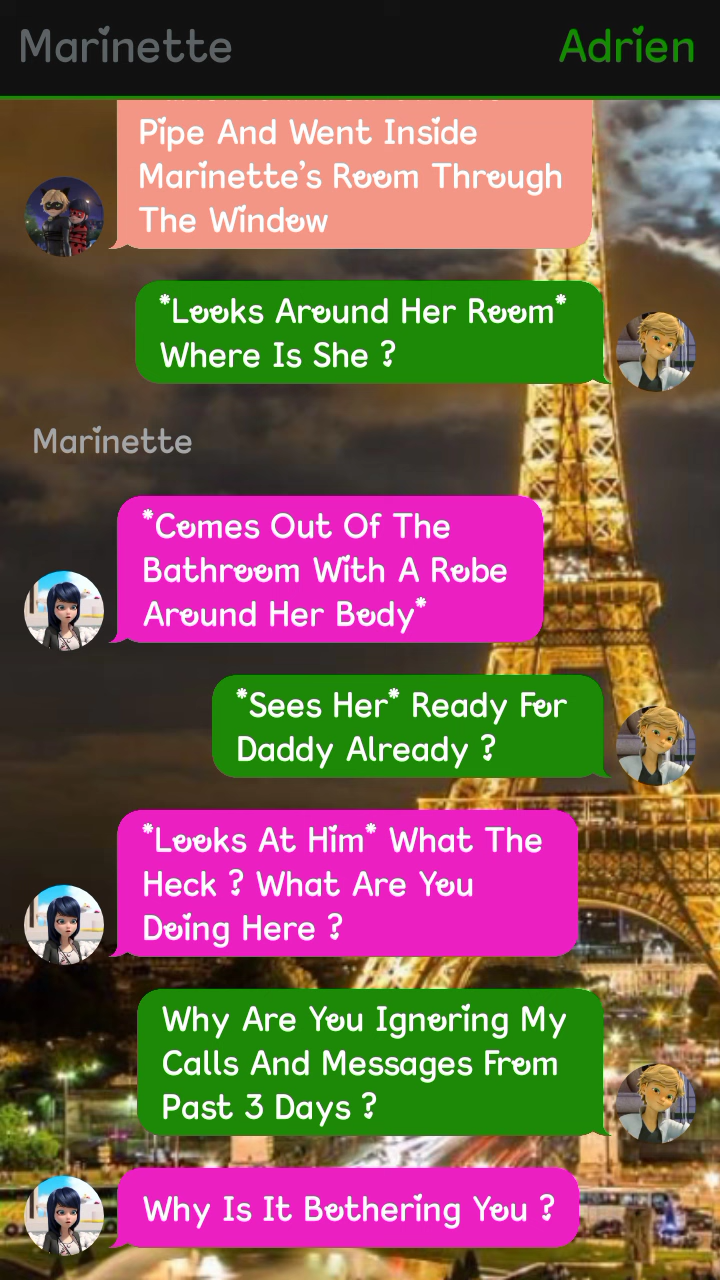 Marinette
Adrien
Pipe And Went Inside
Marinette's Room Through
The Window
*Looks Around Her Room*
Where Is She ?
Marinette
*Comes Out Of The
Bathroom With A Robe
Around Her Body*
*Sees Her* Ready For
Daddy Already ?
*Looks At Him* What The
Heck ? What Are You
Doing Here ?
Why Are You Ignoring My
Calls And Messages From
Past 3 Days ?
Why Is It Bothering You ?